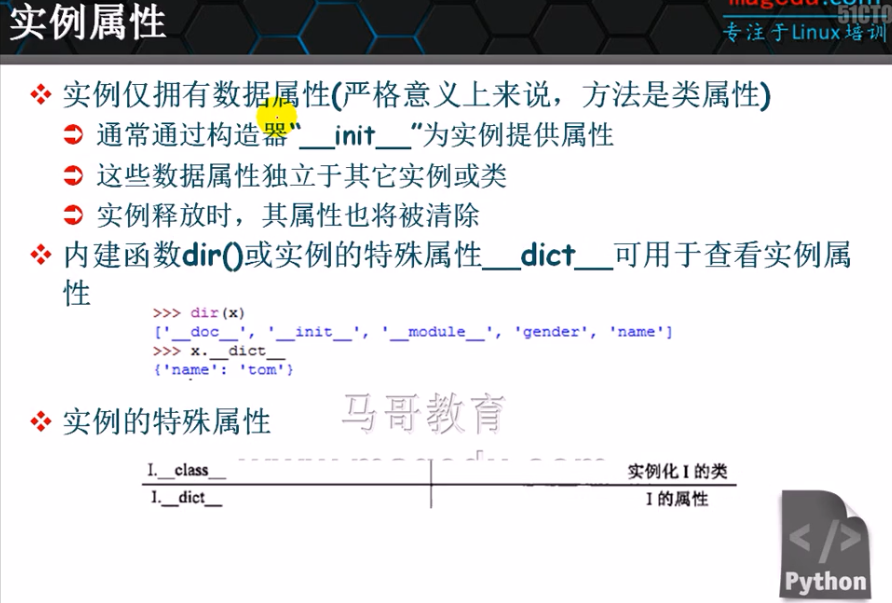 实例属性
magedu.com
51CTO
专注于Linux培训
实例仅拥有数据属性(严格意义上来说，方法是类属性)
通常通过构造器“__init__”为实例提供属性
这些数据属性独立于其它实例或类
实例释放时，其属性也将被清除
内建函数dir()或实例的特殊属性__dict__可用于查看实例属
性
>>> dir(x)
['__doc__', '__init__', '__module__', 'gender', 'name']
>>> x.__dict__
{'name': 'tom'}
马哥教育
实例的特殊属性
www.magedu.com
I.__class__ 实例化 I 的类
I.__dict__ I 的属性
</> 
Python